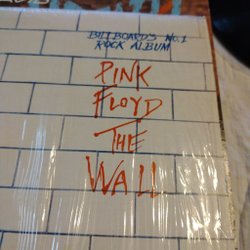 BILLBOARD'S NO.1
ROCK ALBUM
PINK
FLOYD
THE
WALL